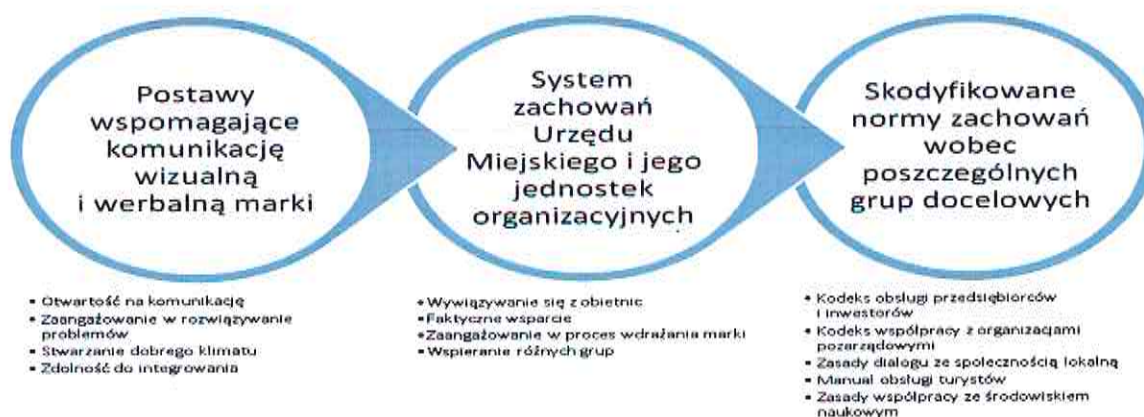 Postawy
wspomagające
komunikację
wizualną
i werbalną marki
• Otwartość na komunikację
• Zaangażowanie w rozwiązywanie
problemów
• Stwarzanie dobrego klimatu
• Zdolność do integrowania
System
zachowań
Urzędu
Miejskiego i jego
jednostek
organizacyjnych
• Wywiązywanie się z obietnic
• Faktyczne wsparcie
• Zaangażowanie w proces wdrażania marki
• Wspieranie różnych grup
Skodyfikowane
normy zachowań
wobec
poszczególnych
grup docelowych
• Kodeks obsługi przedsiębiorców
i inwestorów
• Kodeks współpracy z organizacjami
pozarządowymi
• Zasady dialogu ze społecznością lokalną
• Manual obsługi turystów
• Zasady współpracy ze środowiskiem
naukowym